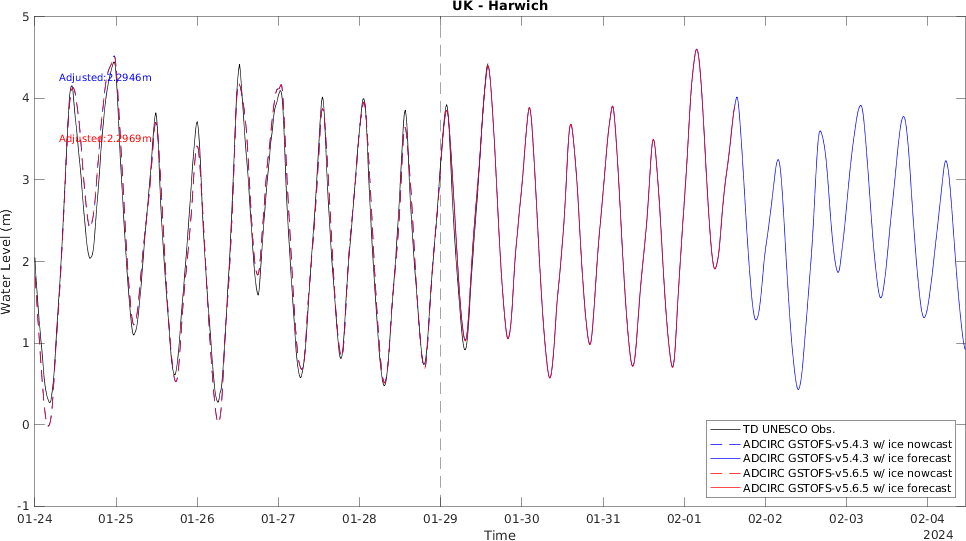 UK - Harwich
5
4
3
2
1
0
-1
Water Level (m)
Adjusted:2.2946m
Adjusted:2.2969m
TD UNESCO Obs.
ADCIRC GSTOFS-v5.4.3 w/ ice nowcast
ADCIRC GSTOFS-v5.4.3 w/ ice forecast
ADCIRC GSTOFS-v5.6.5 w/ ice nowcast
ADCIRC GSTOFS-v5.6.5 w/ ice forecast
01-24 01-25 01-26 01-27 01-28 01-29 01-30 01-31 02-01 02-02 02-03 02-04
Time
2024